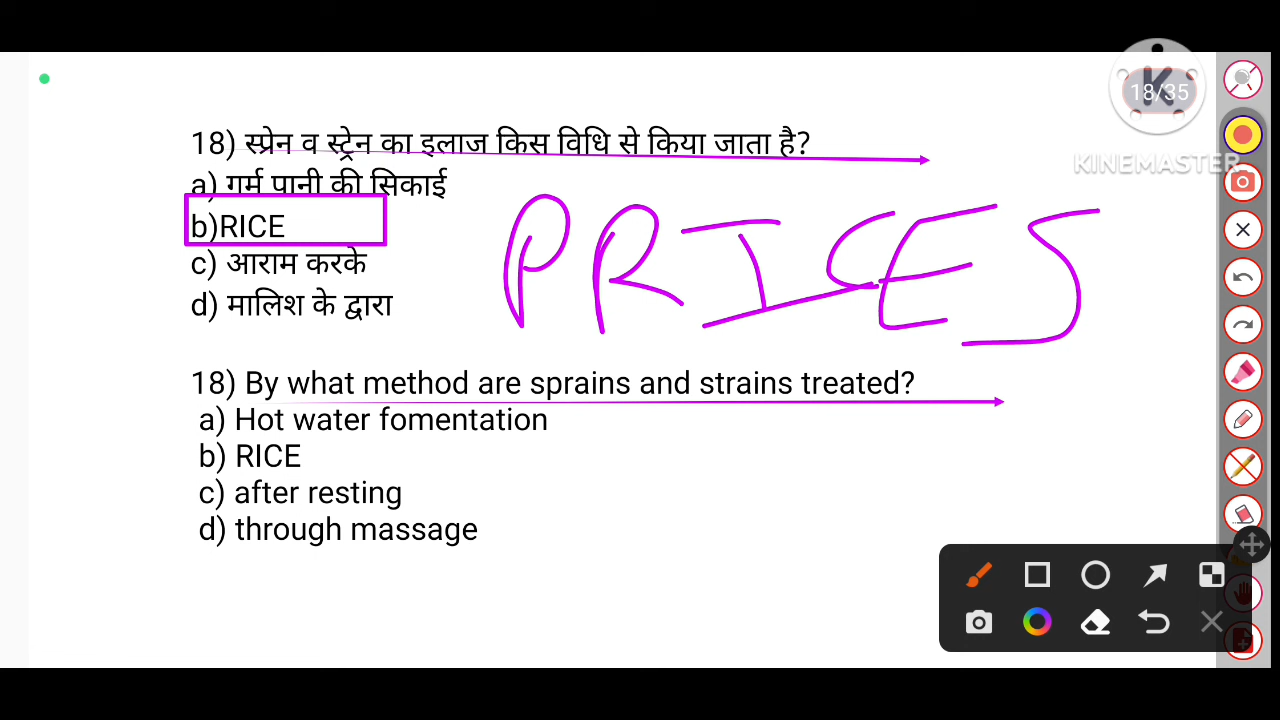 18/35
KINEMASTER
18) स्प्रेन व स्ट्रेन का इलाज किस विधि से किया जाता है?
a) गर्म पानी की सिकाई
b)RICE
c) आराम करके
d) मालिश के द्वारा
PRICES
18) By what method are sprains and strains treated?
a) Hot water fomentation
b) RICE
c) after resting
d) through massage